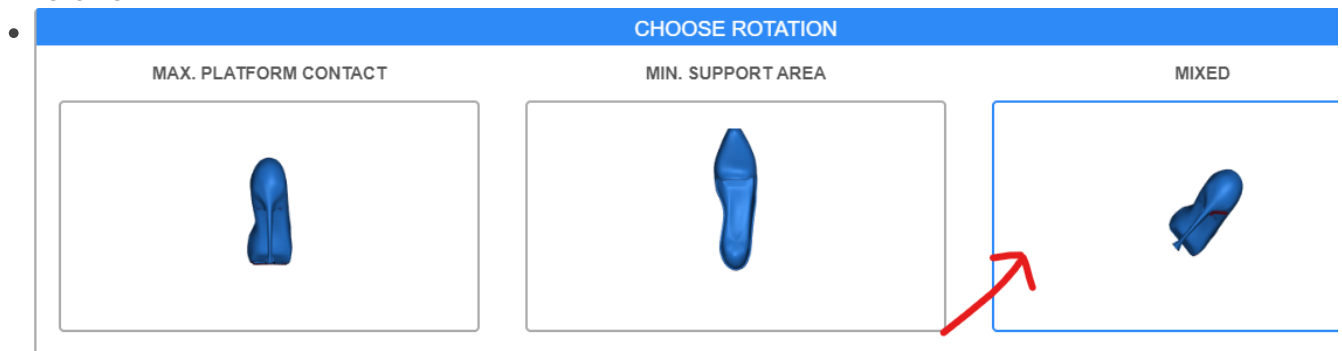 CHOOSE ROTATION
MAX. PLATFORM CONTACT
MIN. SUPPORT AREA
MIXED